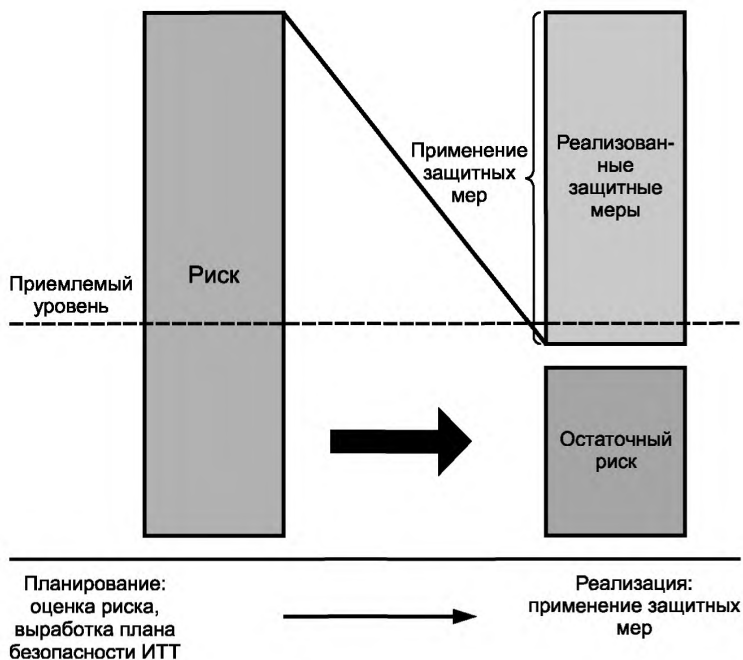 Применение
защитных
мер
Реализован-
ные
защитные
меры
Риск
Приемлемый
уровень
Остаточный
риск
Планирование:
оценка риска,
выработка плана
безопасности ИТТ
Реализация:
применение защитных
мер